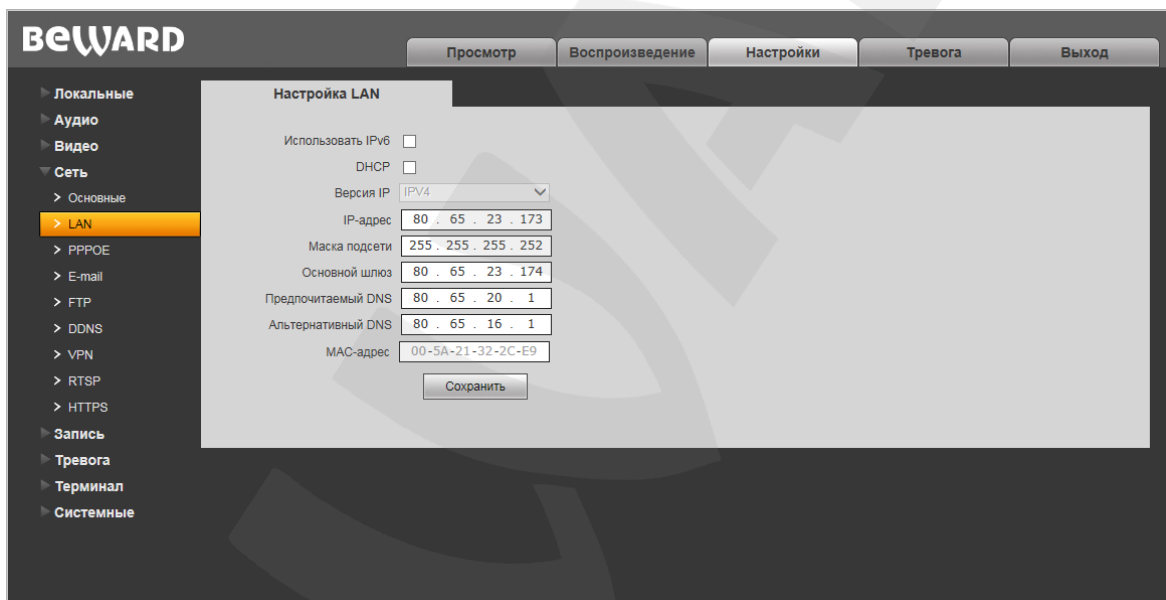 BEWARD
Просмотр
Воспроизведение
Настройки
Тревога
Выход
Локальные
Аудио
Видео
Сеть
> Основные
> LAN
> PPPOE
> E-mail
> FTP
> DDNS
> VPN
> RTSP
> HTTPS
Запись
Тревога
Терминал
Системные
Настройка LAN
Использовать IPv6
DHCP
Версия IP IPV4
IP-адрес 80 . 65 . 23 . 173
Маска подсети 255 . 255 . 255 . 252
Основной шлюз 80 . 65 . 23 . 174
Предпочитаемый DNS 80 . 65 . 20 . 1
Альтернативный DNS 80 . 65 . 16 . 1
MAC-адрес 00-5A-21-32-2C-E9
Сохранить